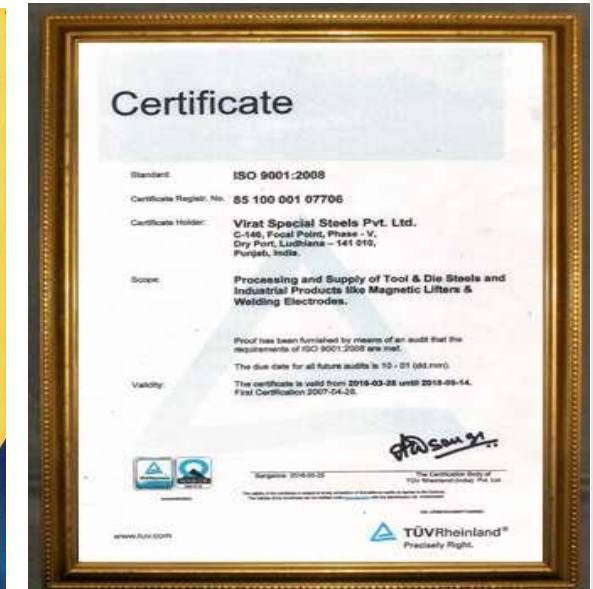 Certificate
Standard: ISO 9001:2008
Certificate Registr. No. 85 100 001 07706
Certificate Holder: Virat Special Steels Pvt. Ltd.
C-146, Focal Point, Phase - V,
Dry Port, Ludhiana – 141 010,
Punjab, India.
Scope: Processing and Supply of Tool & Die Steels and
Industrial Products like Magnetic Lifters &
Welding Electrodes.
Proof has been furnished by means of an audit that the
requirements of ISO 9001:2008 are met.
The due date for all future audits is 10 - 01 (dd.mm).
Validity: The certificate is valid from 2016-03-28 until 2018-09-14.
First Certification 2007-04-28.
The Certification Body of
TÜV Rheinland (India) Pvt. Ltd.
www.tuv.com
TÜVRheinland®
Precisely Right.